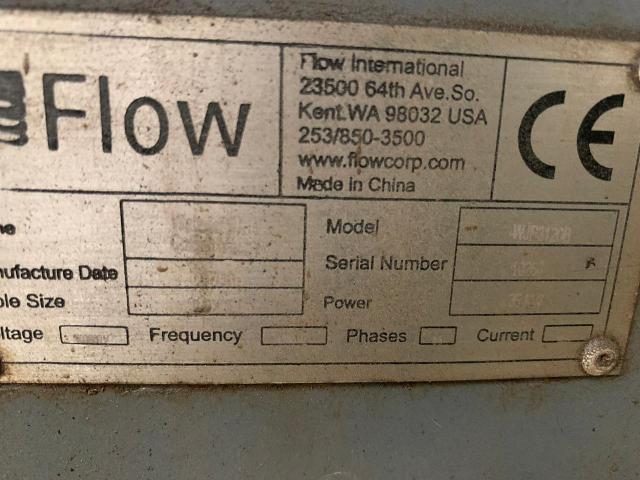 Flow
Flow International
23500 64th Ave.So.
Kent.WA 98032 USA
253/850-3500
www.flowcorp.com
Made in China
CE
Model
nufacture Date
Serial Number
ble Size
Power
ltage
Frequency
Phases
Current